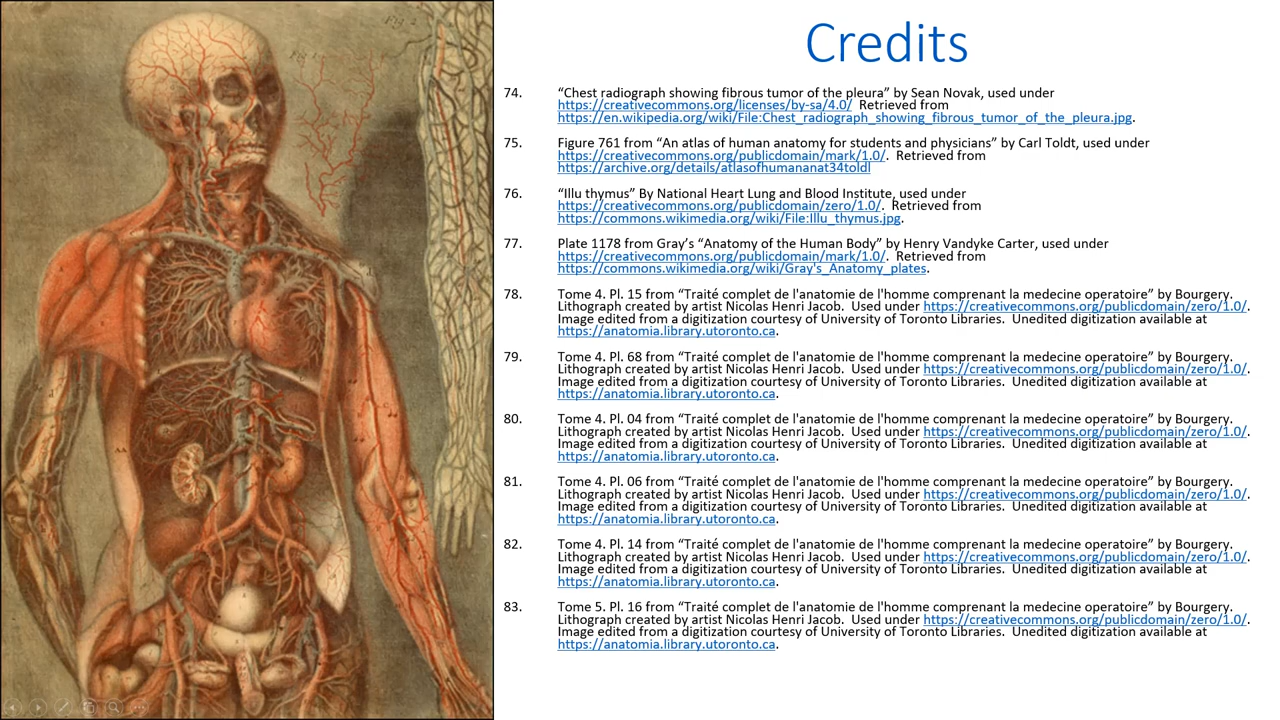 Fig 2
Fig 1
Credits
74. “Chest radiograph showing fibrous tumor of the pleura” by Sean Novak, used under
https://creativecommons.org/licenses/by-sa/4.0/ Retrieved from
https://en.wikipedia.org/wiki/File:Chest_radiograph_showing_fibrous_tumor_of_the_pleura.jpg.
75. Figure 761 from “An atlas of human anatomy for students and physicians” by Carl Toldt, used under
https://creativecommons.org/publicdomain/mark/1.0/. Retrieved from
https://archive.org/details/atlasofhumananat34toldl
76. “Illu thymus” By National Heart Lung and Blood Institute, used under
https://creativecommons.org/publicdomain/zero/1.0/. Retrieved from
https://commons.wikimedia.org/wiki/File:Illu_thymus.jpg.
77. Plate 1178 from Gray’s “Anatomy of the Human Body” by Henry Vandyke Carter, used under
https://creativecommons.org/publicdomain/mark/1.0/. Retrieved from
https://commons.wikimedia.org/wiki/Gray's_Anatomy_plates.
78. Tome 4. Pl. 15 from “Traité complet de l'anatomie de l'homme comprenant la medecine operatoire” by Bourgery.
Lithograph created by artist Nicolas Henri Jacob. Used under https://creativecommons.org/publicdomain/zero/1.0/.
Image edited from a digitization courtesy of University of Toronto Libraries. Unedited digitization available at
https://anatomia.library.utoronto.ca.
79. Tome 4. Pl. 68 from “Traité complet de l'anatomie de l'homme comprenant la medecine operatoire” by Bourgery.
Lithograph created by artist Nicolas Henri Jacob. Used under https://creativecommons.org/publicdomain/zero/1.0/.
Image edited from a digitization courtesy of University of Toronto Libraries. Unedited digitization available at
https://anatomia.library.utoronto.ca.
80. Tome 4. Pl. 04 from “Traité complet de l'anatomie de l'homme comprenant la medecine operatoire” by Bourgery.
Lithograph created by artist Nicolas Henri Jacob. Used under https://creativecommons.org/publicdomain/zero/1.0/.
Image edited from a digitization courtesy of University of Toronto Libraries. Unedited digitization available at
https://anatomia.library.utoronto.ca.
81. Tome 4. Pl. 06 from “Traité complet de l'anatomie de l'homme comprenant la medecine operatoire” by Bourgery.
Lithograph created by artist Nicolas Henri Jacob. Used under https://creativecommons.org/publicdomain/zero/1.0/.
Image edited from a digitization courtesy of University of Toronto Libraries. Unedited digitization available at
https://anatomia.library.utoronto.ca.
82. Tome 4. Pl. 14 from “Traité complet de l'anatomie de l'homme comprenant la medecine operatoire” by Bourgery.
Lithograph created by artist Nicolas Henri Jacob. Used under https://creativecommons.org/publicdomain/zero/1.0/.
Image edited from a digitization courtesy of University of Toronto Libraries. Unedited digitization available at
https://anatomia.library.utoronto.ca.
83. Tome 5. Pl. 16 from “Traité complet de l'anatomie de l'homme comprenant la medecine operatoire” by Bourgery.
Lithograph created by artist Nicolas Henri Jacob. Used under https://creativecommons.org/publicdomain/zero/1.0/.
Image edited from a digitization courtesy of University of Toronto Libraries. Unedited digitization available at
https://anatomia.library.utoronto.ca.